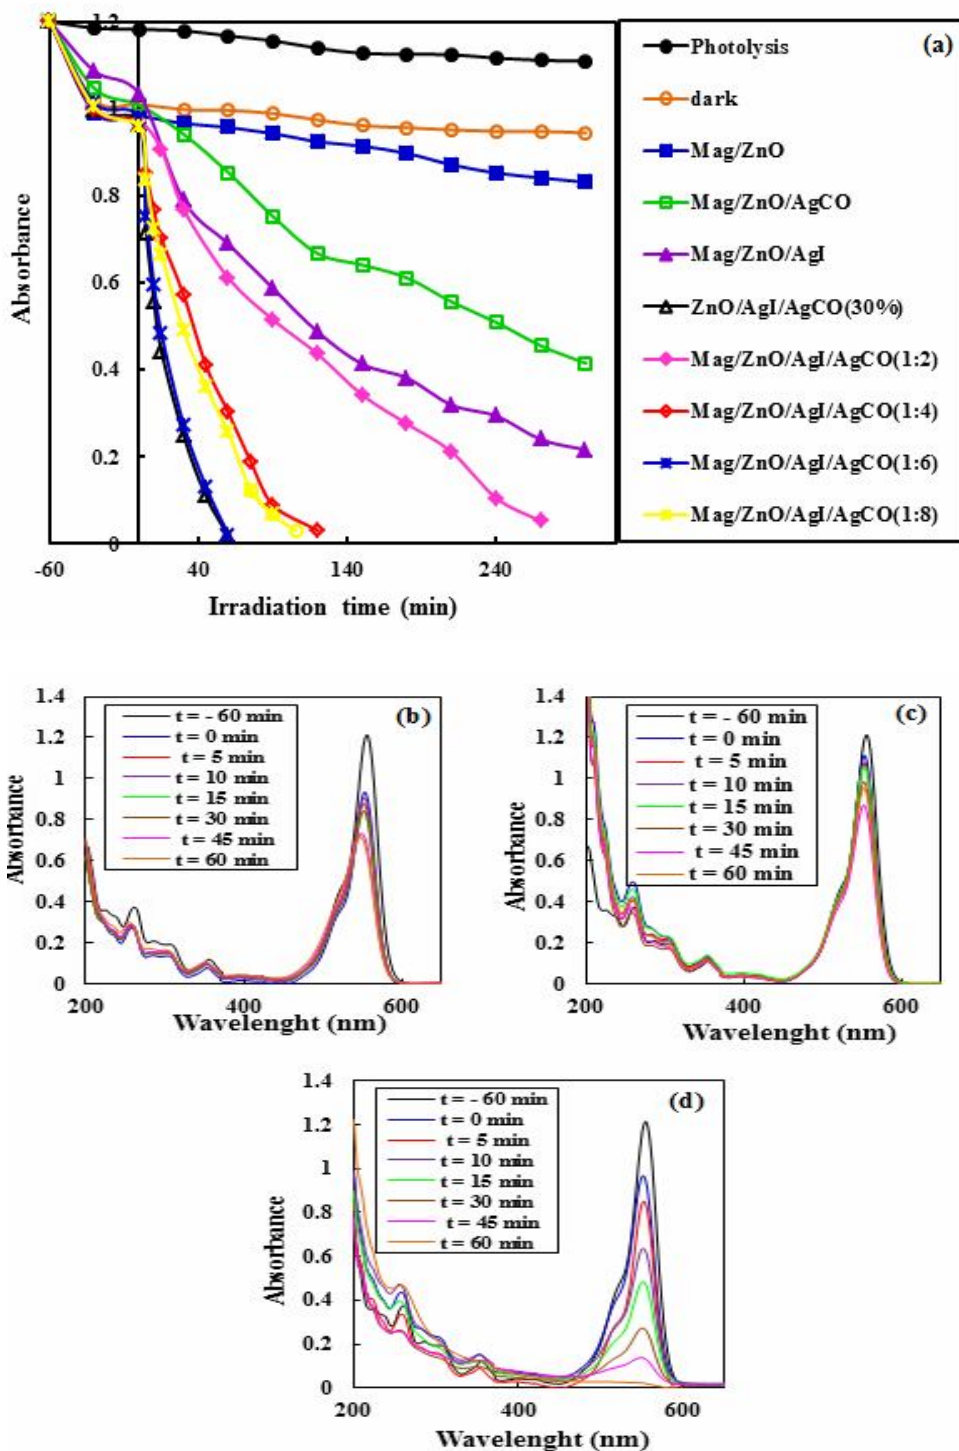 (a)
Absorbance
1.2
1
0.8
0.6
0.4
0.2
0
-60
40
140
240
Irradiation time (min)
Photolysis
dark
Mag/ZnO
Mag/ZnO/AgCO
Mag/ZnO/AgI
ZnO/AgI/AgCO(30%)
Mag/ZnO/AgI/AgCO(1:2)
Mag/ZnO/AgI/AgCO(1:4)
Mag/ZnO/AgI/AgCO(1:6)
Mag/ZnO/AgI/AgCO(1:8)
(b)
Absorbance
1.4
1.2
1
0.8
0.6
0.4
0.2
0
200
400
600
Wavelenght (nm)
t = - 60 min
t = 0 min
t = 5 min
t = 10 min
t = 15 min
t = 30 min
t = 45 min
t = 60 min
(c)
Absorbance
1.4
1.2
1
0.8
0.6
0.4
0.2
0
200
400
600
Wavelenght (nm)
t = - 60 min
t = 0 min
t = 5 min
t = 10 min
t = 15 min
t = 30 min
t = 45 min
t = 60 min
(d)
Absorbance
1.4
1.2
1
0.8
0.6
0.4
0.2
0
200
400
600
Wavelenght (nm)
t = - 60 min
t = 0 min
t = 5 min
t = 10 min
t = 15 min
t = 30 min
t = 45 min
t = 60 min